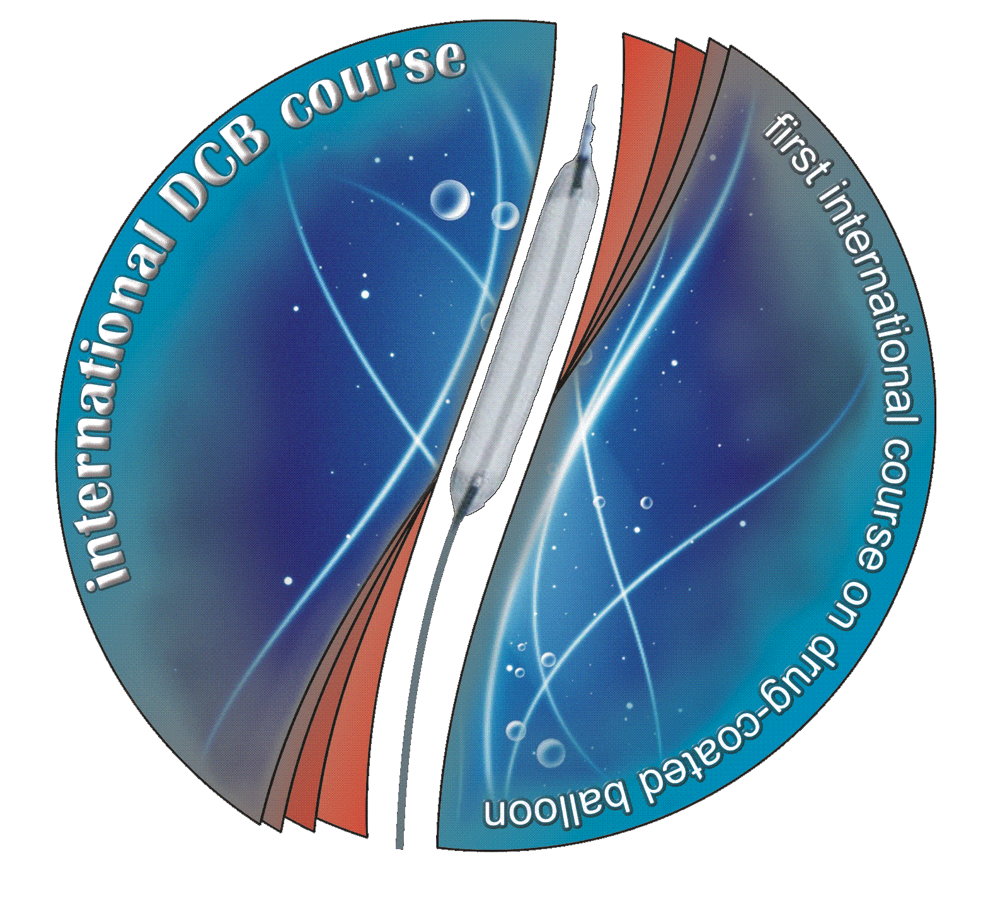 international DCB course
first international course on drug-coated balloon